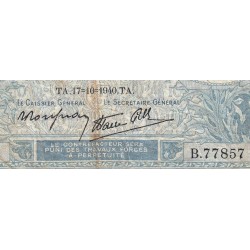 TA.17=10=1940.TA.
LE CAISSIER GÉNÉRAL LE SECRÉTAIRE GÉNÉRAL
LE CONTREFACTEUR SERA
PUNI DES TRAVAUX FORCÉS
À PERPÉTUITÉ
B.77857